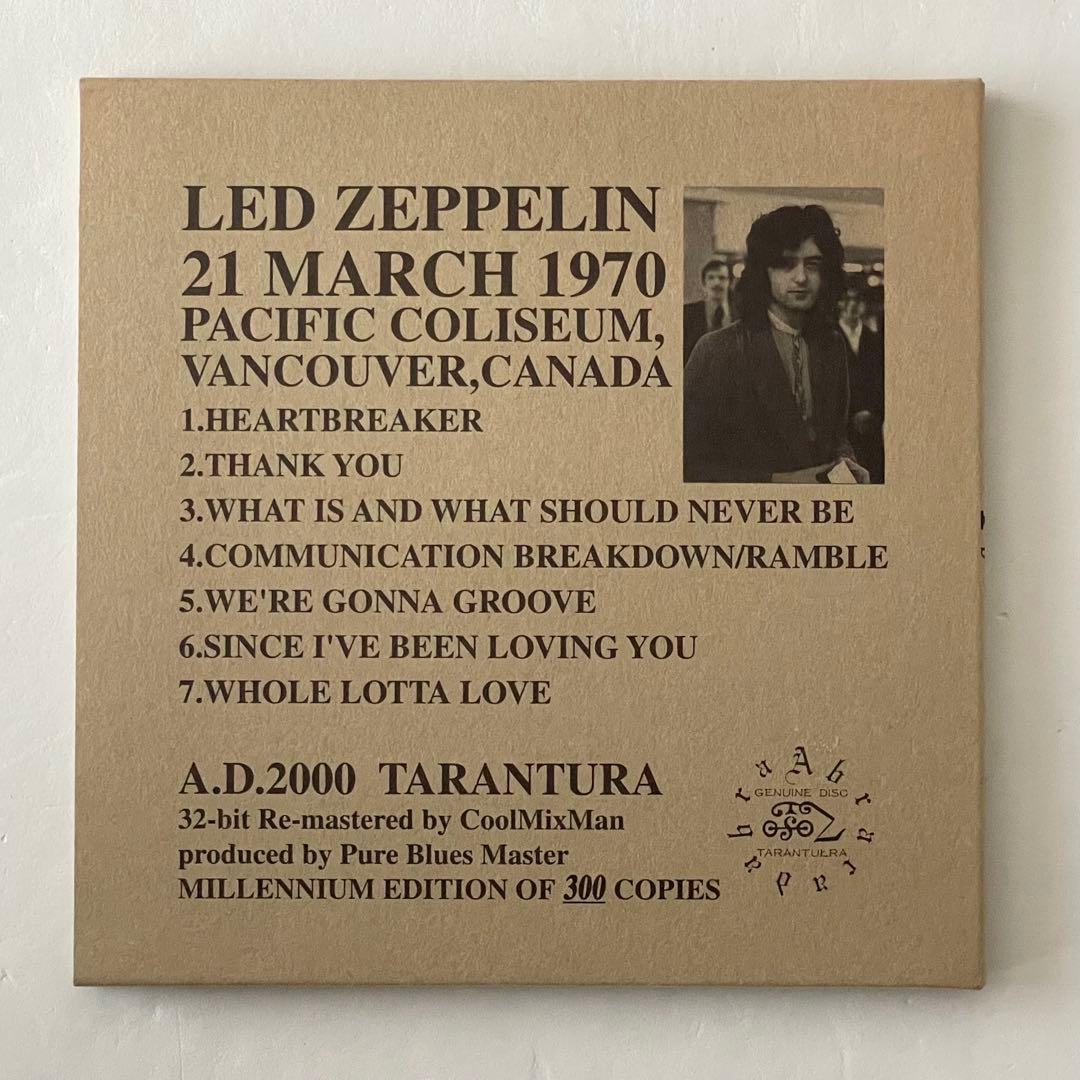 LED ZEPPELIN
21 MARCH 1970
PACIFIC COLISEUM,
VANCOUVER,CANADA
1.HEARTBREAKER
2.THANK YOU
3.WHAT IS AND WHAT SHOULD NEVER BE
4.COMMUNICATION BREAKDOWN/RAMBLE
5.WE'RE GONNA GROOVE
6.SINCE I'VE BEEN LOVING YOU
7.WHOLE LOTTA LOVE
A.D.2000 TARANTURA
32-bit Re-mastered by CoolMixMan
produced by Pure Blues Master
MILLENNIUM EDITION OF 300 COPIES
GENUINE DISC